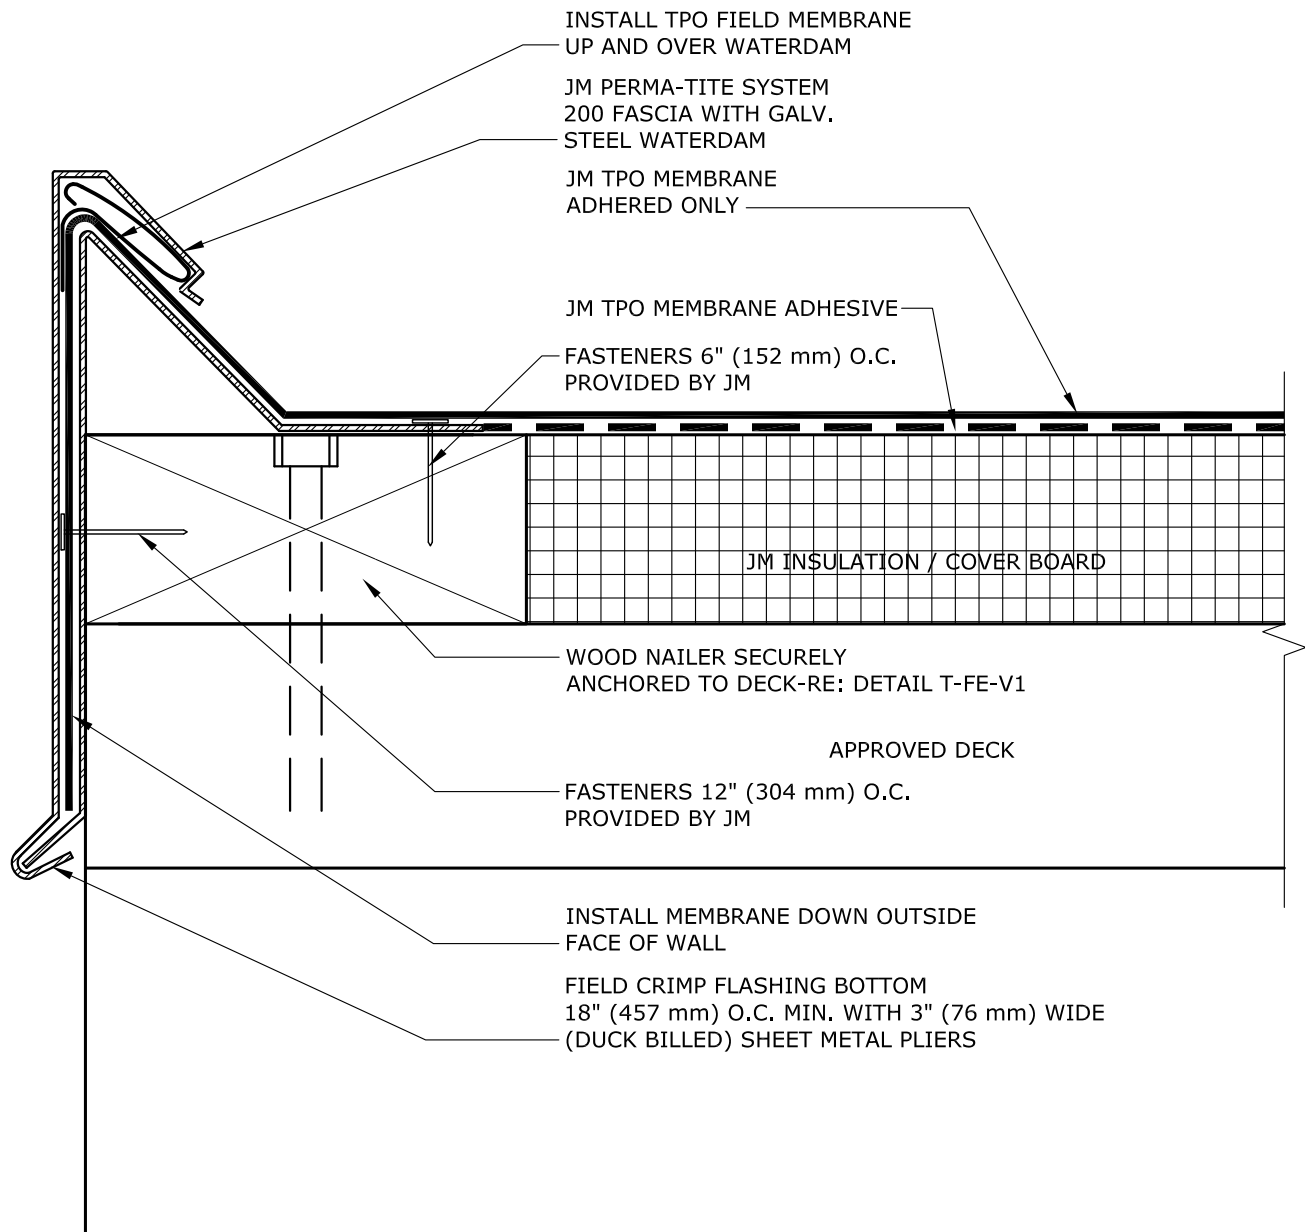 INSTALL TPO FIELD MEMBRANE
UP AND OVER WATERDAM
JM PERMA-TITE SYSTEM
200 FASCIA WITH GALV.
STEEL WATERDAM
JM TPO MEMBRANE
ADHERED ONLY
JM TPO MEMBRANE ADHESIVE
FASTENERS 6" (152 mm) O.C.
PROVIDED BY JM
JM INSULATION / COVER BOARD
WOOD NAILER SECURELY
ANCHORED TO DECK-RE: DETAIL T-FE-V1
APPROVED DECK
FASTENERS 12" (304 mm) O.C.
PROVIDED BY JM
INSTALL MEMBRANE DOWN OUTSIDE
FACE OF WALL
FIELD CRIMP FLASHING BOTTOM
18" (457 mm) O.C. MIN. WITH 3" (76 mm) WIDE
(DUCK BILLED) SHEET METAL PLIERS